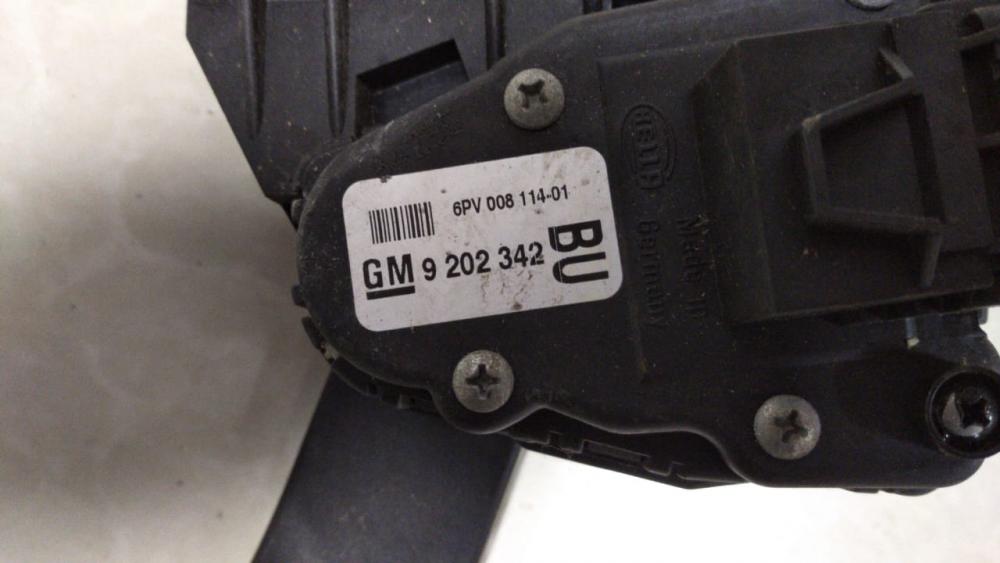 6PV 008 114-01
GM 9 202 342
BU
HELLA
Made in
Germany